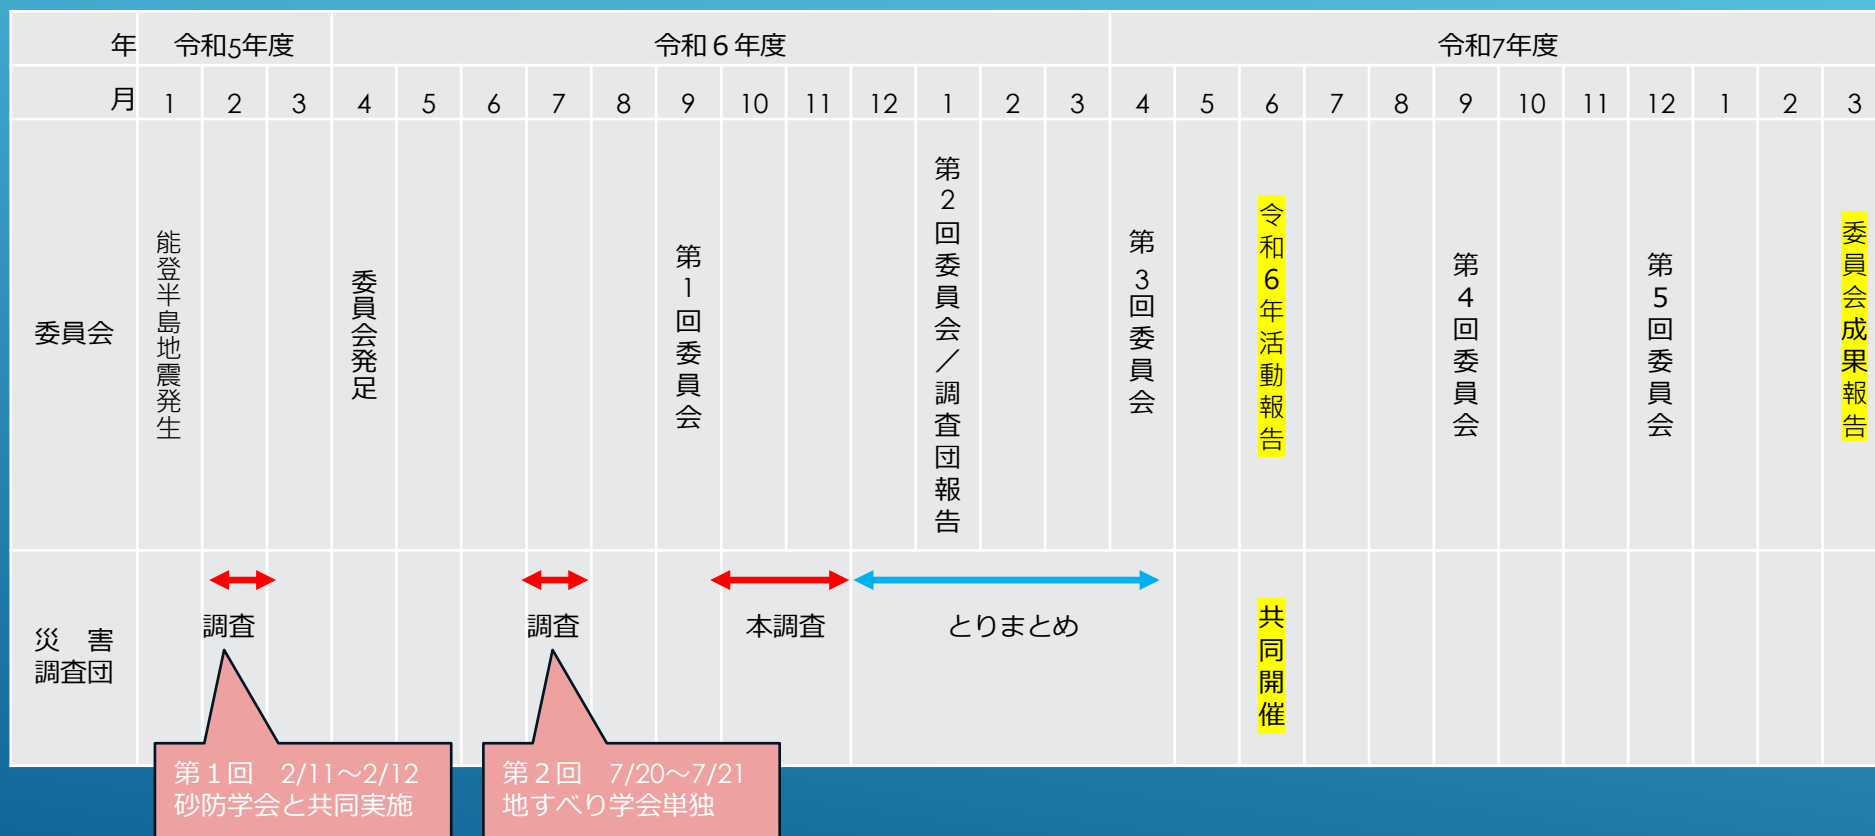 年 令和5年度 令和６年度 令和7年度
月 1 2 3 4 5 6 7 8 9 10 11 12 1 2 3 4 5 6 7 8 9 10 11 12 1 2 3
委員会
能登半島地震発生
委員会発足
第1回委員会
第2回委員会／調査団報告
第3回委員会
令和６年活動報告
第４回委員会
第５回委員会
委員会成果報告
災　害
調査団
調査
調査
本調査
とりまとめ
共同開催
第１回　2/11～2/12
砂防学会と共同実施
第２回　7/20～7/21
地すべり学会単独